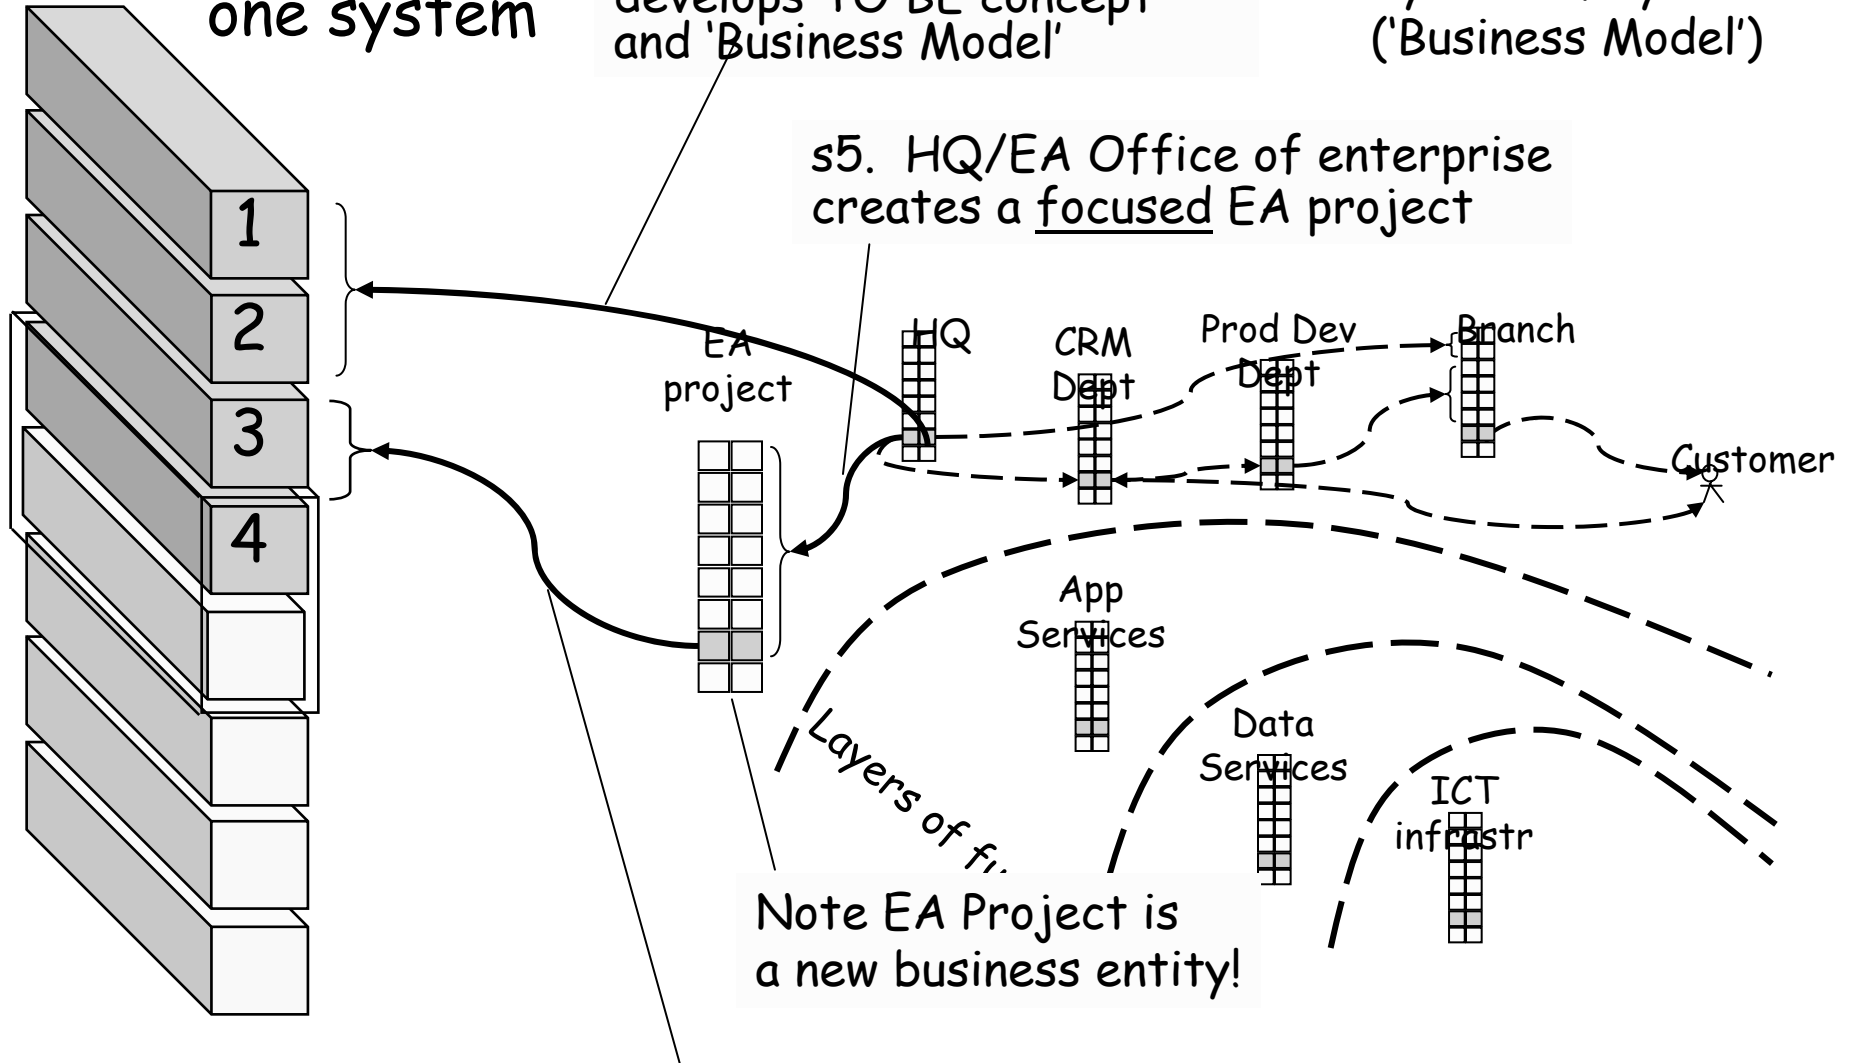 one system
develops TO BE concept
and ‘Business Model’
(‘Business Model’)
s5. HQ/EA Office of enterprise
creates a focused EA project
1
2
3
4
EA
project
HQ
CRM
Dept
Prod Dev
Dept
Branch
Customer
App
Services
Data
Services
ICT
infrastr
Layers of
Note EA Project is
a new business entity!